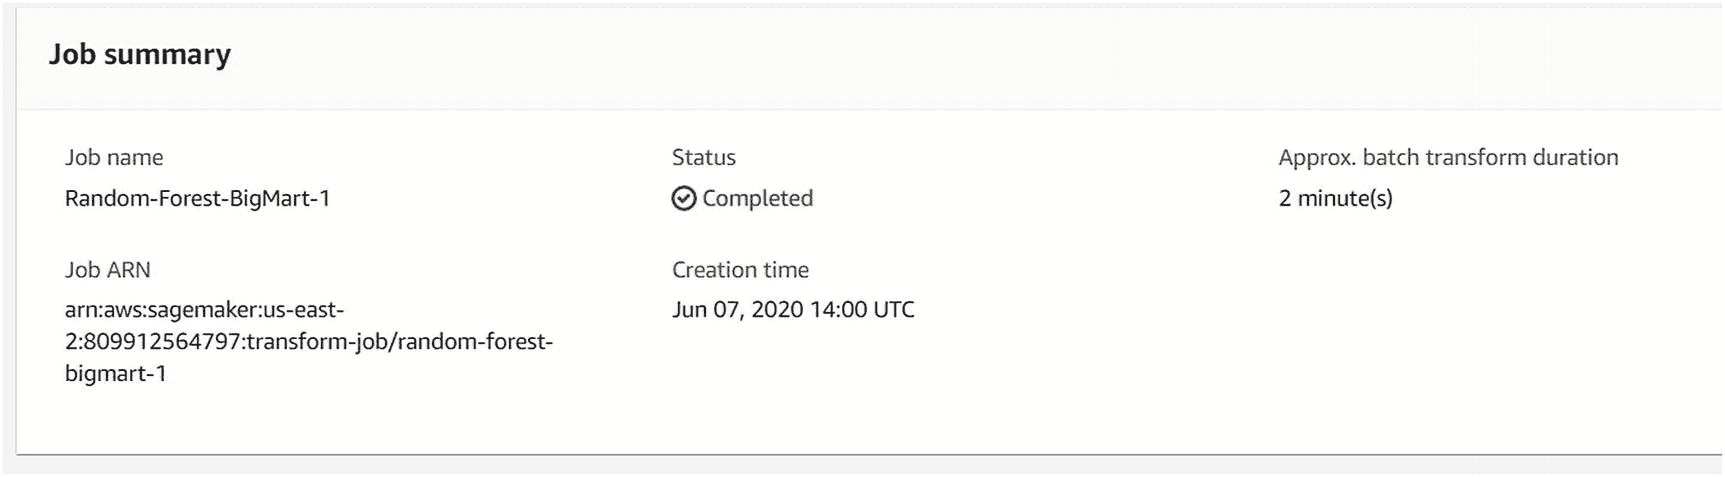 Job summary
Job name
Random-Forest-BigMart-1
Status
Completed
Approx. batch transform duration
2 minute(s)
Job ARN
arn:aws:sagemaker:us-east-
2:809912564797:transform-job/random-forest-
bigmart-1
Creation time
Jun 07, 2020 14:00 UTC